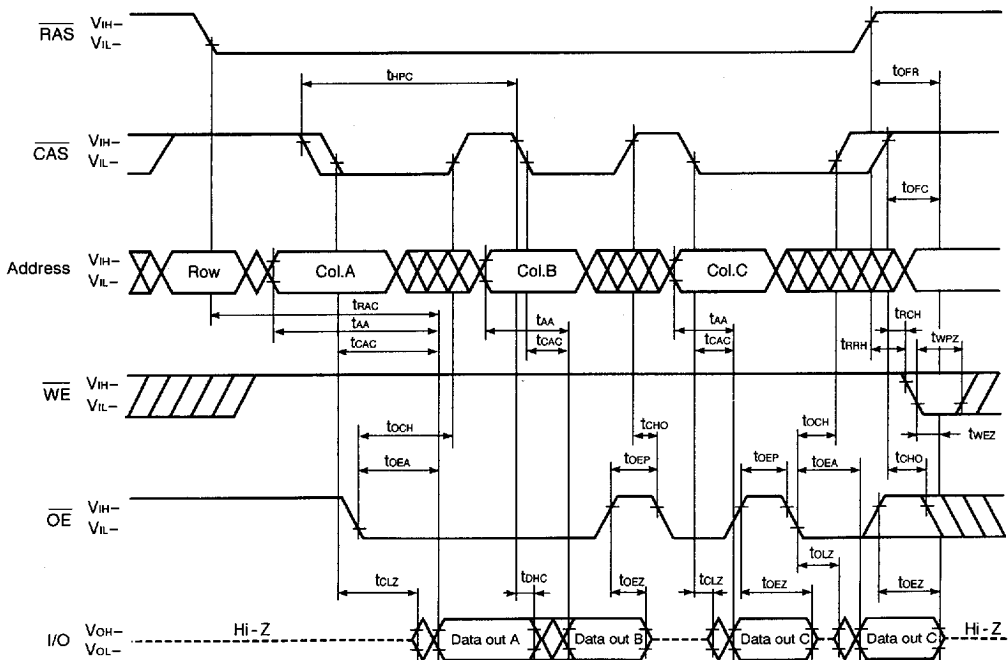 RAS
VIH–
VIL–
tOFR
tHPC
CAS
VIH–
VIL–
tOFC
Address
VIH–
VIL–
Row
Col.A
Col.B
Col.C
tRAC
tAA
tAA
tAA
tRCH
tCAC
tCAC
tCAC
tRRH
tWPZ
WE
VIH–
VIL–
tOCH
tCHO
tOCH
tWEZ
tOEA
tOEP
tOEP
tOEA
tCHO
OE
VIH–
VIL–
tOLZ
tCLZ
tDHC
tOEZ
tCLZ
tOEZ
tOEZ
I/O
VOH–
VOL–
Hi - Z
Data out A
Data out B
Data out C
Data out C
Hi - Z